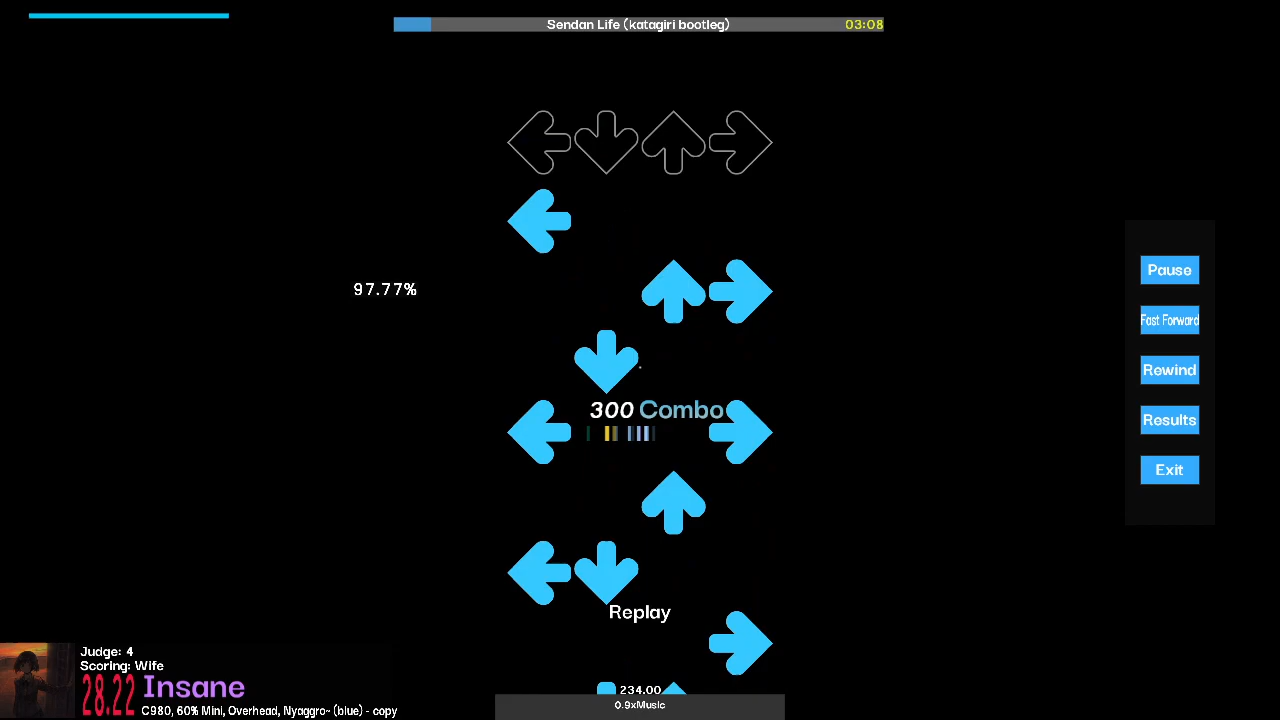 Sendan Life (katagiri bootleg) 03:08
Pause
97.77%
Fast Forward
Rewind
300 Combo
Results
Exit
Replay
Judge: 4
Scoring: Wife
28.22 Insane
234.00
0.9xMusic
C980, 60% Mini, Overhead, Nyaggro~ (blue) - copy